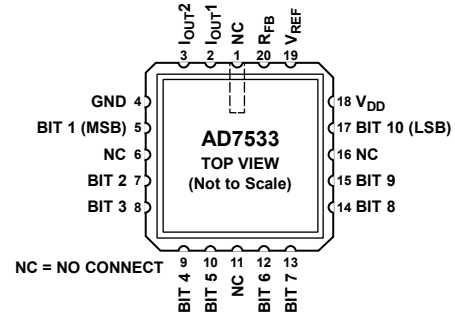 IOUT2
IOUT1
NC
RFB
VREF
3 2 1 20 19
GND 4
BIT 1 (MSB) 5
NC 6
BIT 2 7
BIT 3 8
AD7533
TOP VIEW
(Not to Scale)
18 VDD
17 BIT 10 (LSB)
16 NC
15 BIT 9
14 BIT 8
9 10 11 12 13
BIT 4
BIT 5
NC
BIT 6
BIT 7
NC = NO CONNECT